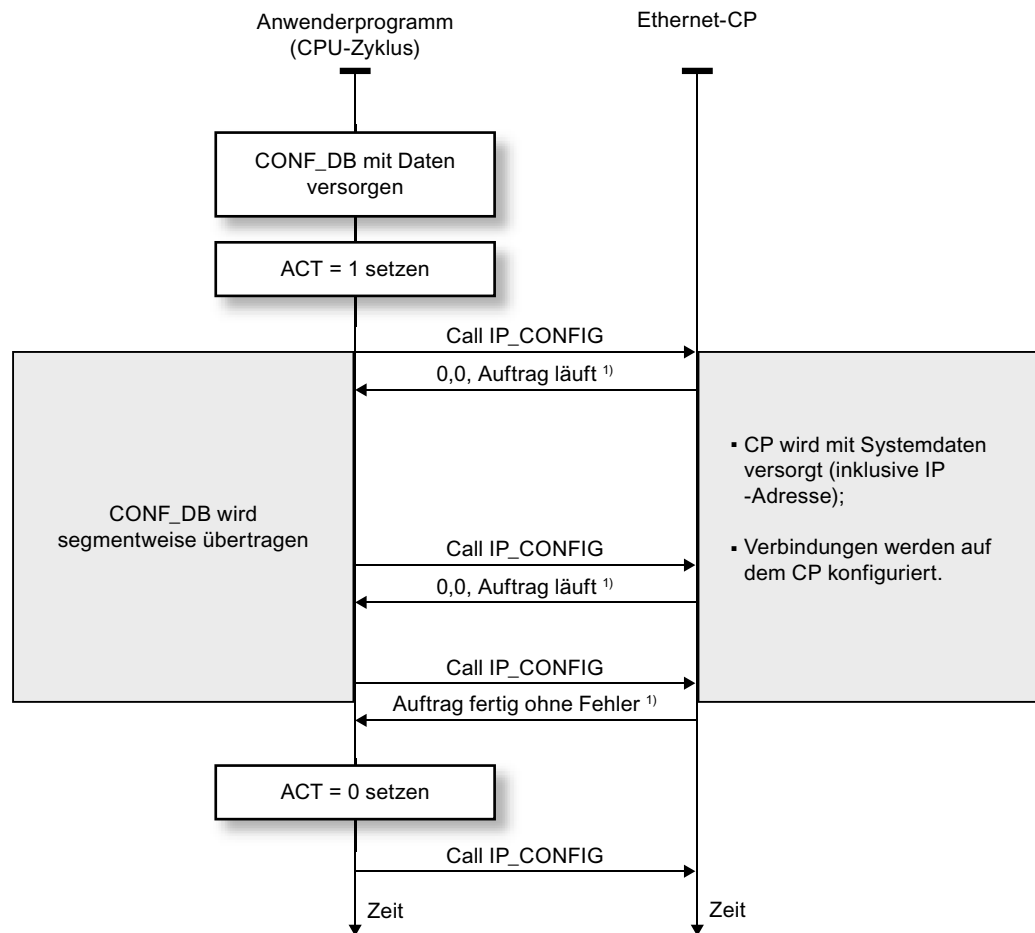 Anwenderprogramm
(CPU-Zyklus)
Ethernet-CP
CONF_DB mit Daten
versorgen
ACT = 1 setzen
Call IP_CONFIG
0,0, Auftrag läuft 1)
CONF_DB wird
segmentweise übertragen
▪ CP wird mit Systemdaten
versorgt (inklusive IP
-Adresse);
▪ Verbindungen werden auf
dem CP konfiguriert.
Call IP_CONFIG
0,0, Auftrag läuft 1)
Call IP_CONFIG
Auftrag fertig ohne Fehler 1)
ACT = 0 setzen
Call IP_CONFIG
Zeit
Zeit